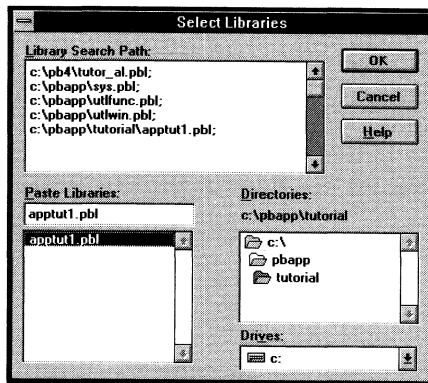 Select Libraries
Library Search Path:
c:\pb4\tutor_al.pbl;
c:\pbapp\sys.pbl;
c:\pbapp\utlfunc.pbl;
c:\pbapp\utlwin.pbl;
c:\pbapp\tutorial\apptut1.pbl;
OK
Cancel
Help
Paste Libraries:
apptut1.pbl
apptut1.pbl
Directories:
c:\pbapp\tutorial
c:\
pbapp
tutorial
Drives:
c: